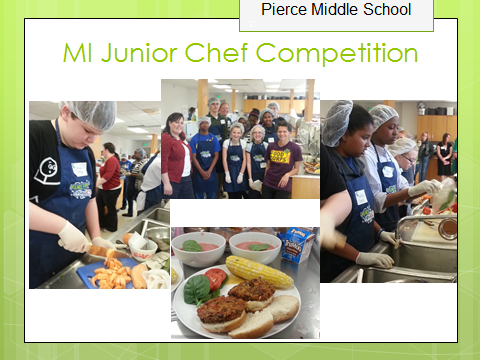 Pierce Middle School
MI Junior Chef Competition